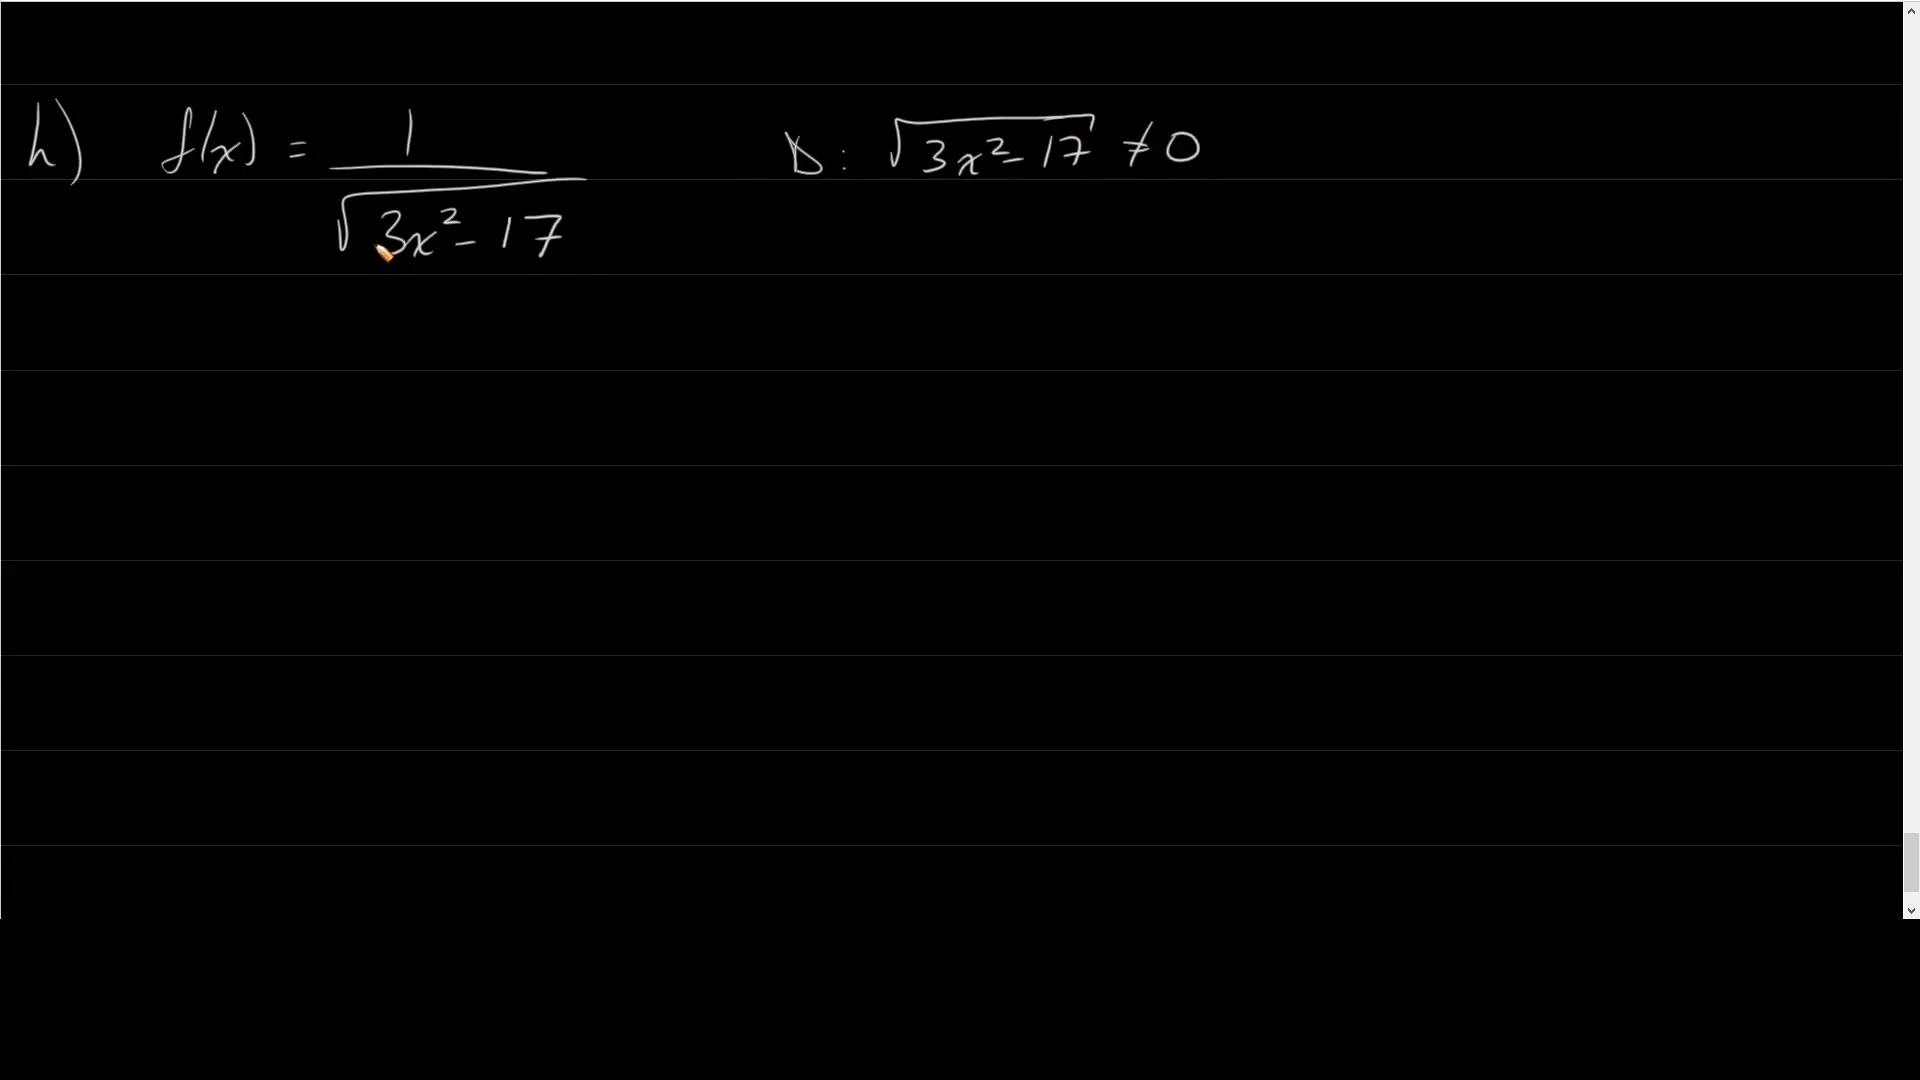 h) f(x) = 1 / √(3x² - 17) D: √(3x² - 17) ≠ 0